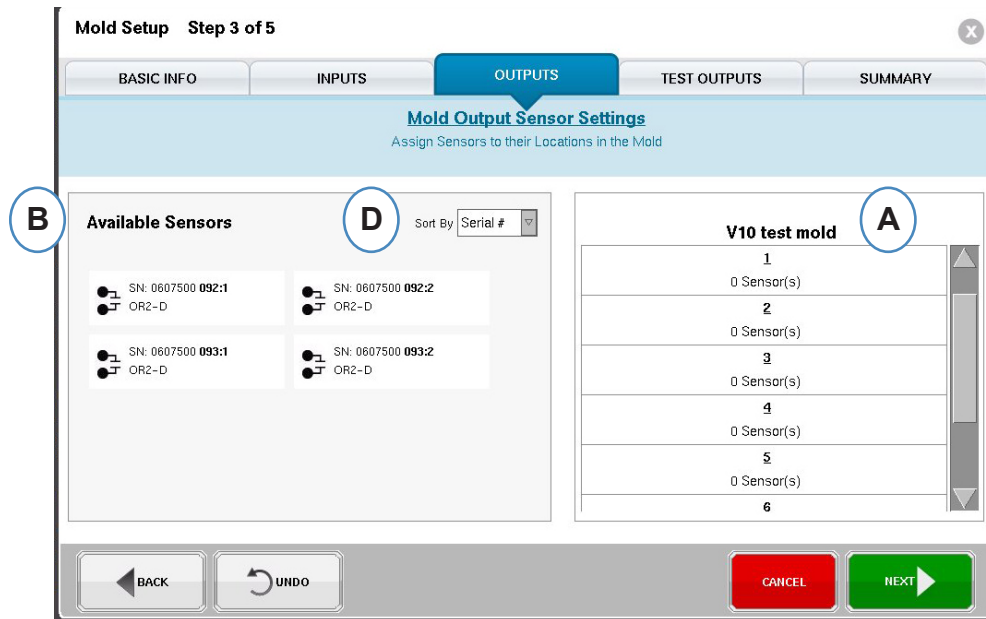 Mold Setup Step 3 of 5
BASIC INFO
INPUTS
OUTPUTS
TEST OUTPUTS
SUMMARY
Mold Output Sensor Settings
Assign Sensors to their Locations in the Mold
B
Available Sensors
D
Sort By Serial #
SN: 0607500 092:1
OR2-D
SN: 0607500 092:2
OR2-D
SN: 0607500 093:1
OR2-D
SN: 0607500 093:2
OR2-D
A
V10 test mold
1
0 Sensor(s)
2
0 Sensor(s)
3
0 Sensor(s)
4
0 Sensor(s)
5
0 Sensor(s)
6
BACK
UNDO
CANCEL
NEXT